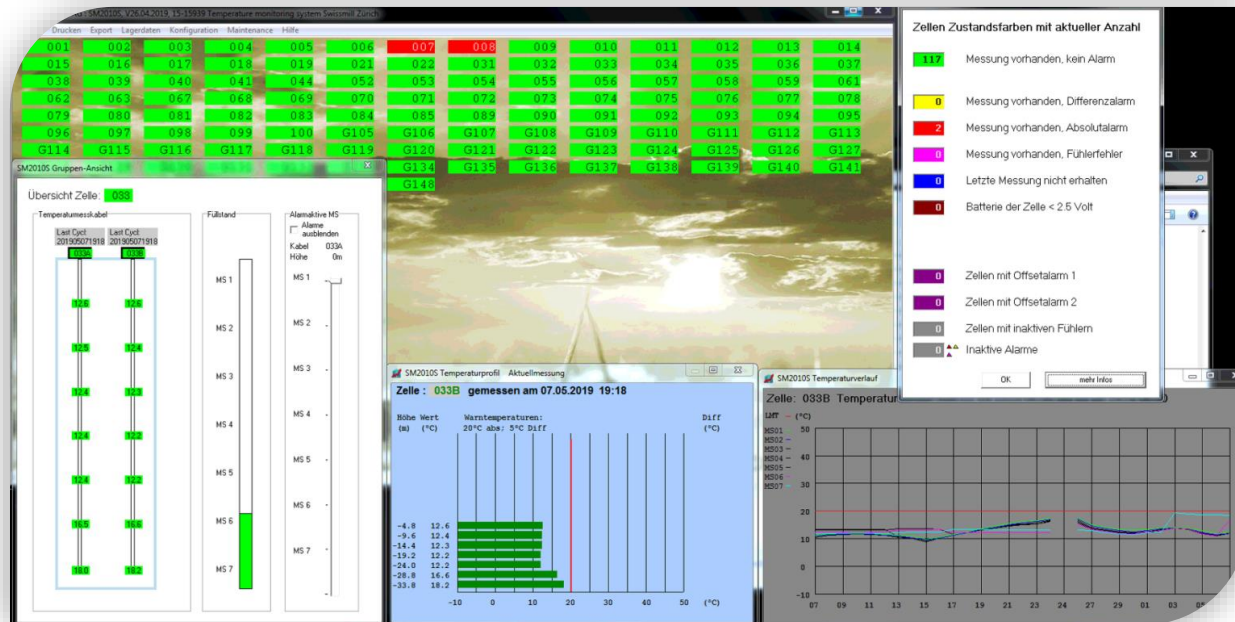 SM2010S, V26.04.2019, 15-15939 Temperature monitoring system Swissmill Zürich
Drucken Export Lagerdaten Konfiguration Maintenance Hilfe
001 002 003 004 005 006 007 008 009 010 011 012 013 014
015 016 017 018 019 021 022 031 032 033 034 035 036 037
038 039 040 041 044 052 053 054 055 056 057 058 059 061
062 063 067 068 069 070 071 072 073 074 075 076 077 078
079 080 081 082 083 084 085 089 090 091 092 093 094 095
096 097 098 099 100 G105 G106 G107 G108 G109 G110 G111 G112 G113
G114 G115 G116 G117 G118 G119 G120 G121 G122 G123 G124 G125 G126 G127
G134 G135 G136 G137 G138 G139 G140 G141
G148
SM2010S Gruppen-Ansicht
Übersicht Zelle: 033
Temperaturmesskabel
Last Cycl: Last Cycl:
201905071918 201905071918
033A 033B
12.6 12.6
12.5 12.4
12.4 12.3
12.4 12.2
12.4 12.2
16.5 16.6
18.0 18.2
Füllstand
MS 1
MS 2
MS 3
MS 4
MS 5
MS 6
MS 7
Alarmaktive MS
Alarme
ausblenden
Kabel 033A
Höhe 0m
MS 1
MS 2
MS 3
MS 4
MS 5
MS 6
MS 7
SM2010S Temperaturprofil Aktuellmessung
Zelle : 033B gemessen am 07.05.2019 19:18
Höhe Wert Warntemperaturen: Diff
(m) (°C) 20°C abs; 5°C Diff (°C)
-4.8 12.6
-9.6 12.4
-14.4 12.3
-19.2 12.2
-24.0 12.2
-28.8 16.6
-33.8 18.2
-10 0 10 20 30 40 50 (°C)
Zellen Zustandsfarben mit aktueller Anzahl
117 Messung vorhanden, kein Alarm
0 Messung vorhanden, Differenzalarm
2 Messung vorhanden, Absolutalarm
0 Messung vorhanden, Fühlerfehler
0 Letzte Messung nicht erhalten
0 Batterie der Zelle < 2.5 Volt
0 Zellen mit Offsetalarm 1
0 Zellen mit Offsetalarm 2
0 Zellen mit inaktiven Fühlern
0 Inaktive Alarme
OK mehr Infos
SM2010S Temperaturverlauf
Zelle: 033B Temperatur
(°C)
MS01
MS02
MS03
MS04
MS05
MS06
MS07
50
40
30
20
10
0
-10
07 09 11 13 15 17 19 21 23 24 27 29 01 03 05